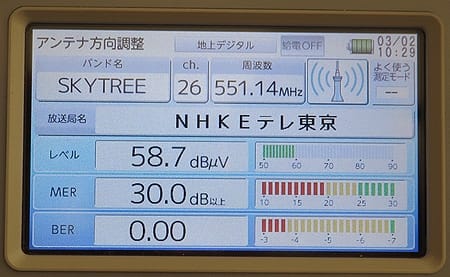 アンテナ方向調整 地上デジタル 給電OFF 03/02
10:29
バンド名 ch. 周波数 よく使う
測定モード
SKYTREE 26 551.14MHz --
放送局名 NHKEテレ東京
レベル 58.7dBμV
50 60 70 80 90
MER 30.0dB以上
10 15 20 25 30
BER 0.00
-3 -4 -5 -6 -7